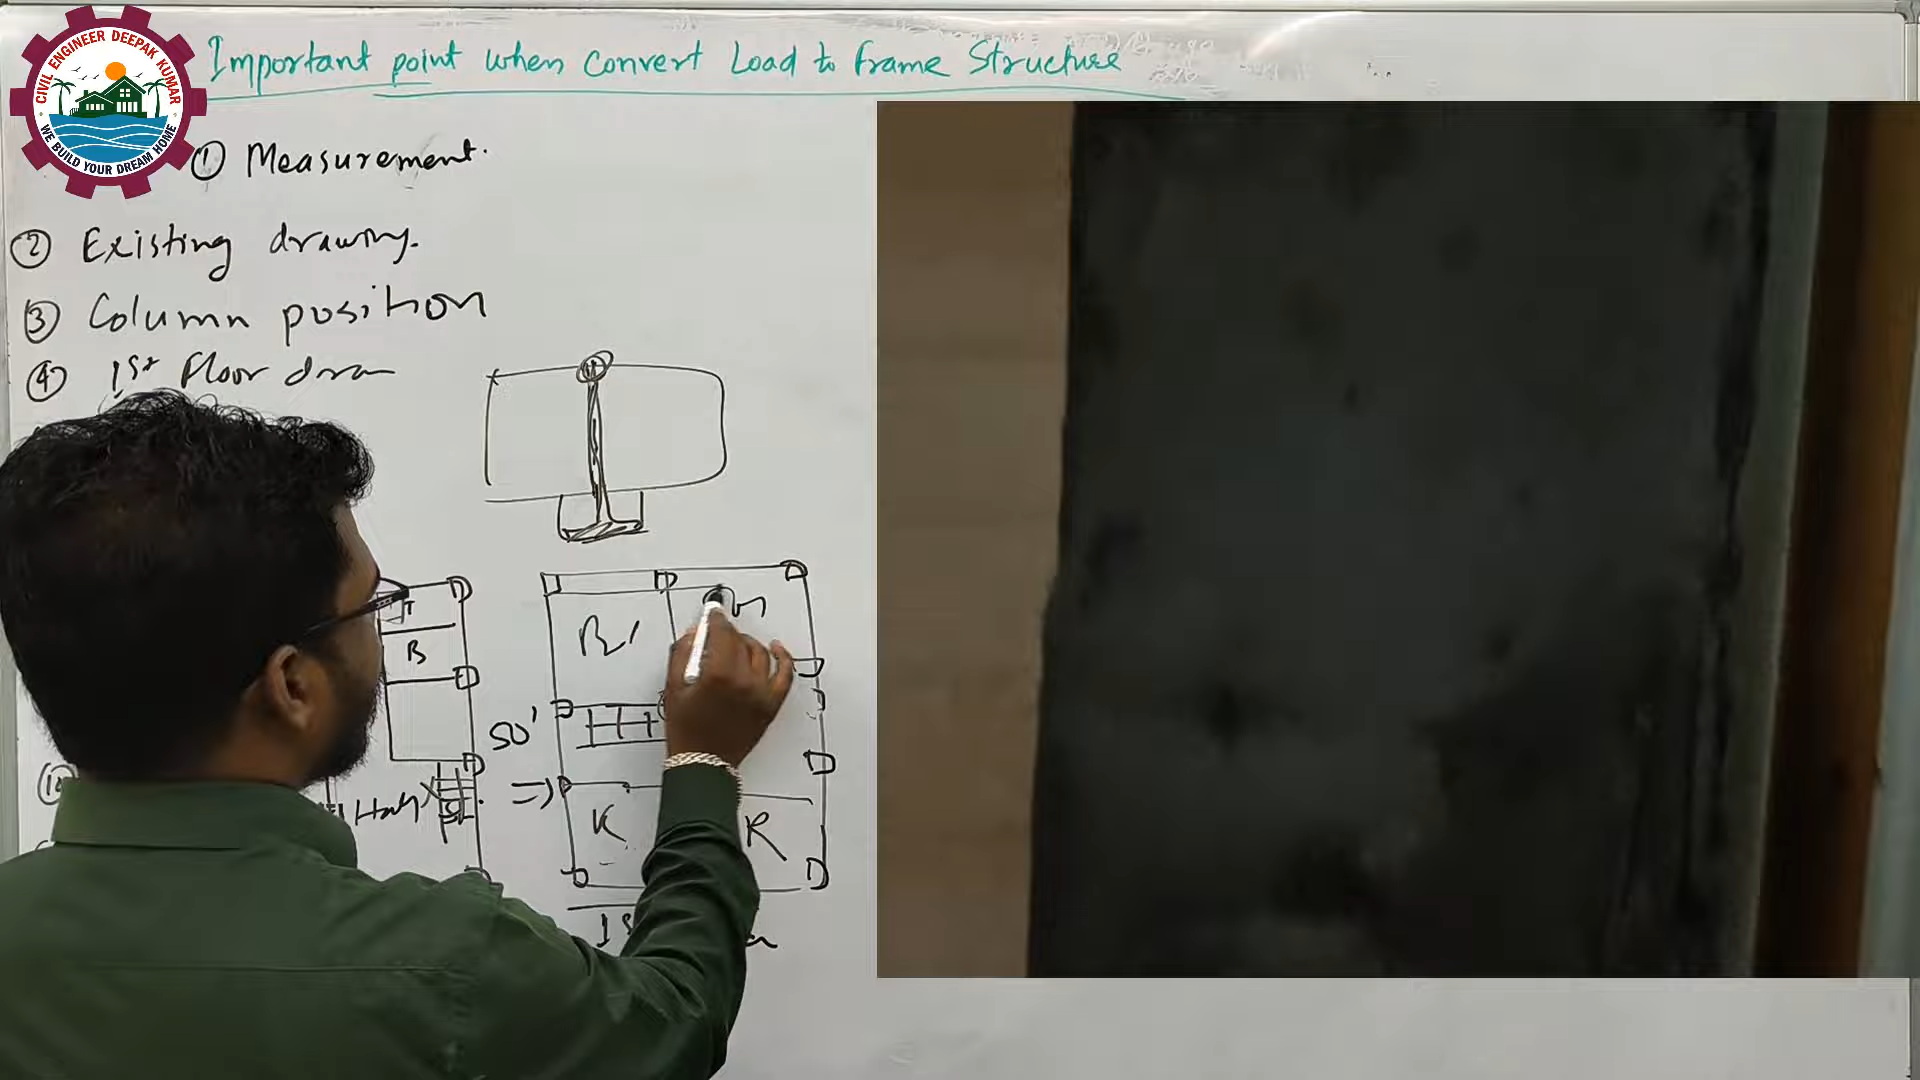 CIVIL ENGINEER DEEPAK KUMAR
WE BUILD YOUR DREAM HOME
Important point when convert Load to frame Structure
① Measurement.
② Existing drawing.
③ Column position
④ 1st Floor dra
T
B
50'
=>
K
R